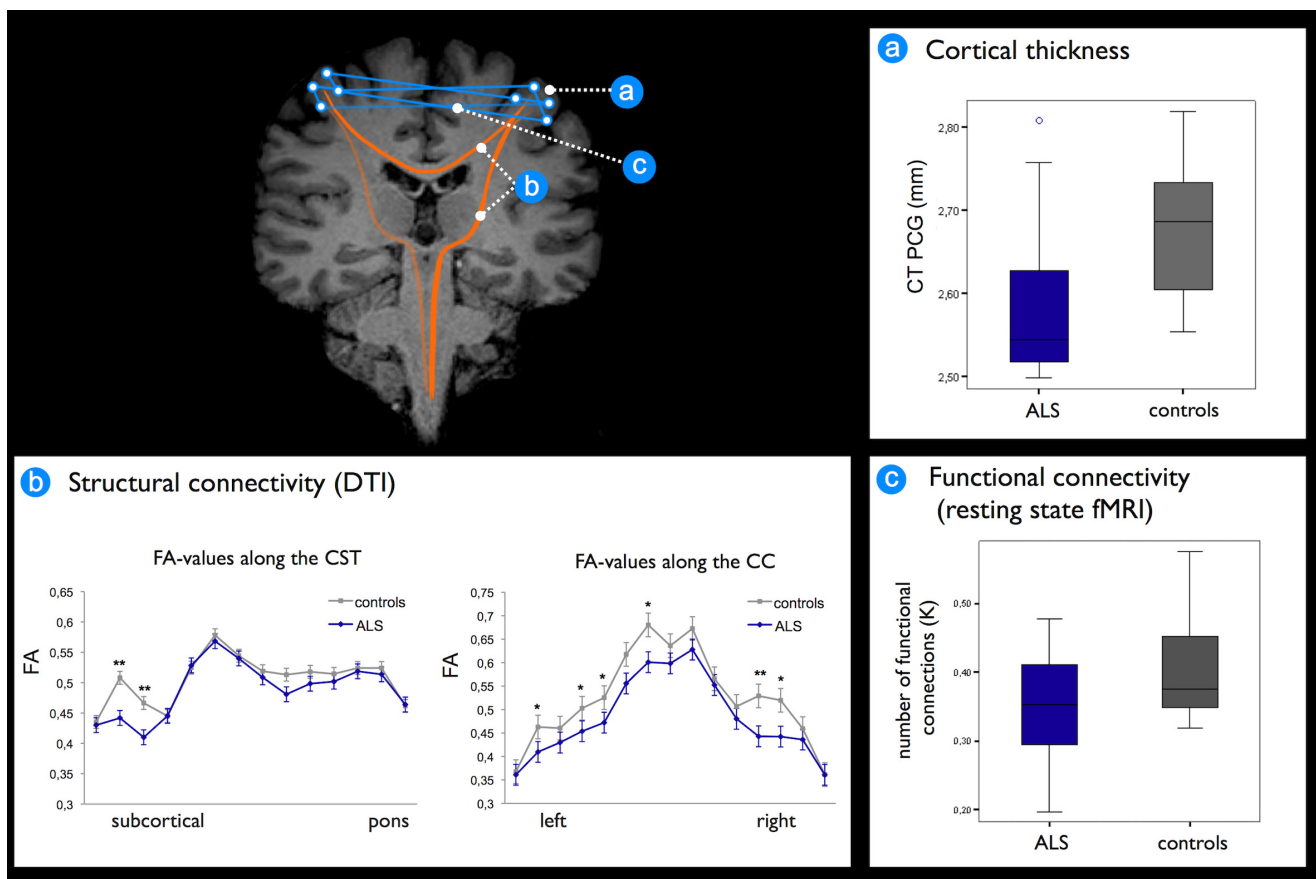 a
c
b
a Cortical thickness
CT PCG (mm)
2,80
2,70
2,60
2,50
ALS controls
b Structural connectivity (DTI)
FA-values along the CST
FA
0,65
0,6
0,55
0,5
0,45
0,4
0,35
0,3
controls
ALS
**
**
subcortical pons
FA-values along the CC
FA
0,75
0,7
0,65
0,6
0,55
0,5
0,45
0,4
0,35
0,3
controls
ALS
*
*
*
*
**
*
left right
c Functional connectivity
(resting state fMRI)
number of functional
connections (K)
0,50
0,40
0,30
0,20
ALS controls